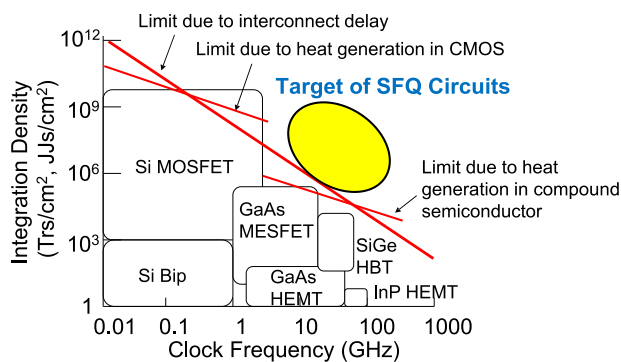 Limit due to interconnect delay
Limit due to heat generation in CMOS
Target of SFQ Circuits
Integration Density
(Trs/cm², JJs/cm²)
10¹²
10⁹
10⁶
10³
1
Si MOSFET
GaAs
MESFET
Limit due to heat
generation in compound
semiconductor
SiGe
HBT
Si Bip
GaAs
HEMT
InP HEMT
0.01
0.1
1
10
100
1000
Clock Frequency (GHz)